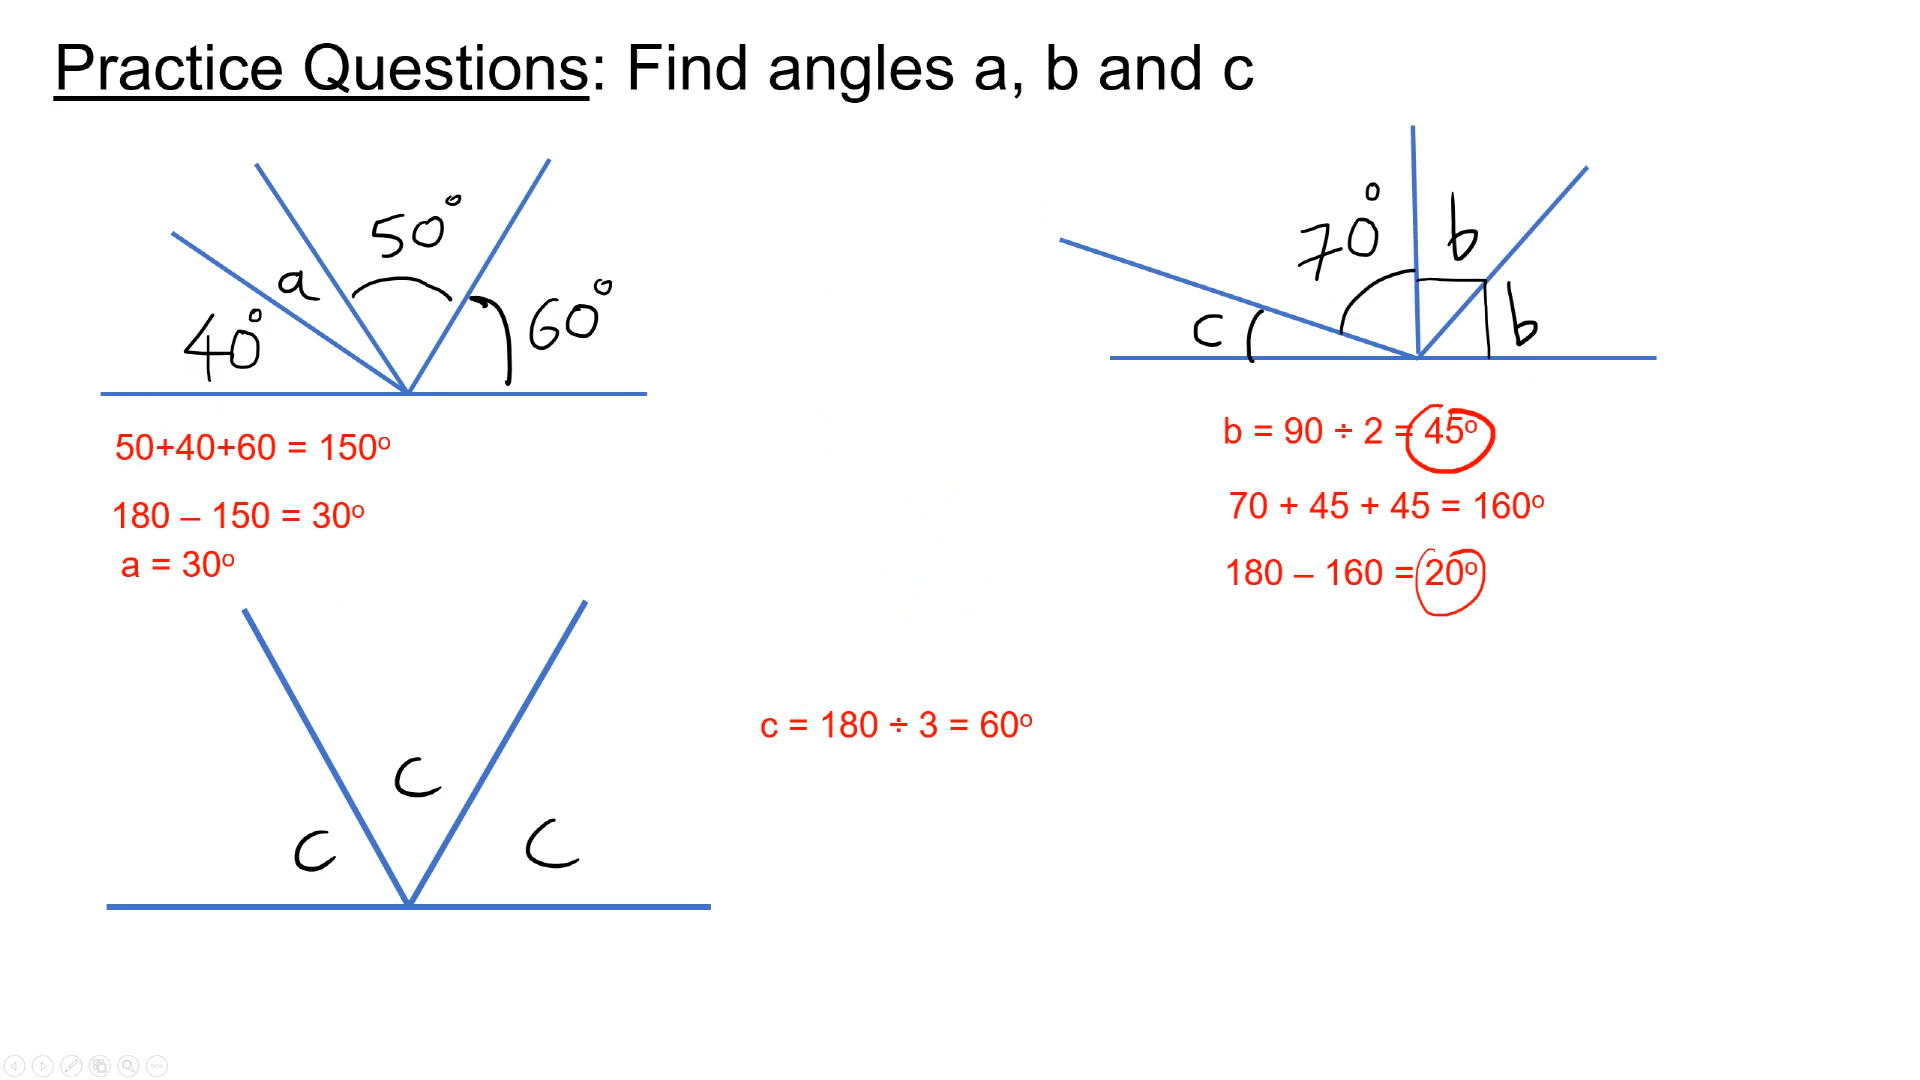 Practice Questions: Find angles a, b and c
50°
a
40°
60°
50+40+60 = 150°
180 – 150 = 30°
a = 30°
70°
b
c
b
b = 90 ÷ 2 = 45°
70 + 45 + 45 = 160°
180 – 160 = 20°
c
c
c
c = 180 ÷ 3 = 60°